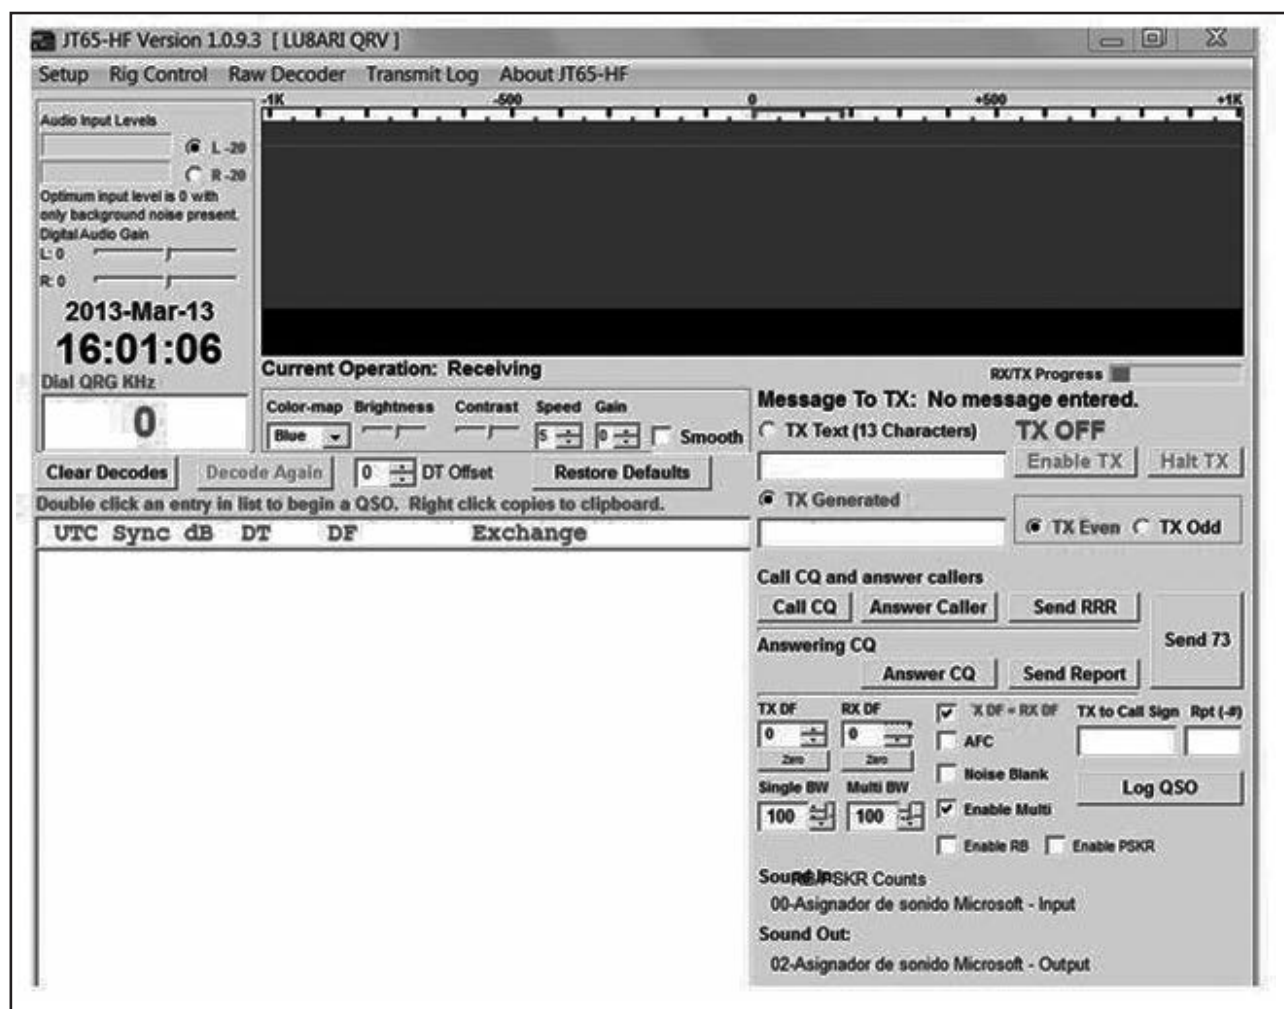 JT65-HF Version 1.0.9.3 [ LU8ARI QRV ]
Setup Rig Control Raw Decoder Transmit Log About JT65-HF
-1K -500 0 +500 +1K
Audio Input Levels
L -20
R -20
Optimum input level is 0 with
only background noise present.
Digital Audio Gain
L: 0
R: 0
2013-Mar-13
16:01:06
Dial QRG KHz
0
Current Operation: Receiving
RX/TX Progress
Color-map Brightness Contrast Speed Gain
Blue 5 0 Smooth
Message To TX: No message entered.
TX Text (13 Characters) TX OFF
Enable TX Halt TX
Clear Decodes Decode Again 0 DT Offset Restore Defaults
Double click an entry in list to begin a QSO. Right click copies to clipboard.
UTC Sync dB DT DF Exchange
TX Generated
TX Even TX Odd
Call CQ and answer callers
Call CQ Answer Caller Send RRR
Send 73
Answering CQ
Answer CQ Send Report
TX DF RX DF X DF = RX DF TX to Call Sign Rpt (-#)
0 0 AFC
Zero Zero
Noise Blank
Log QSO
Single BW Multi BW
100 100 Enable Multi
Enable RB Enable PSKR
Sound In:
RB/PSKR Counts
00-Asignador de sonido Microsoft - Input
Sound Out:
02-Asignador de sonido Microsoft - Output